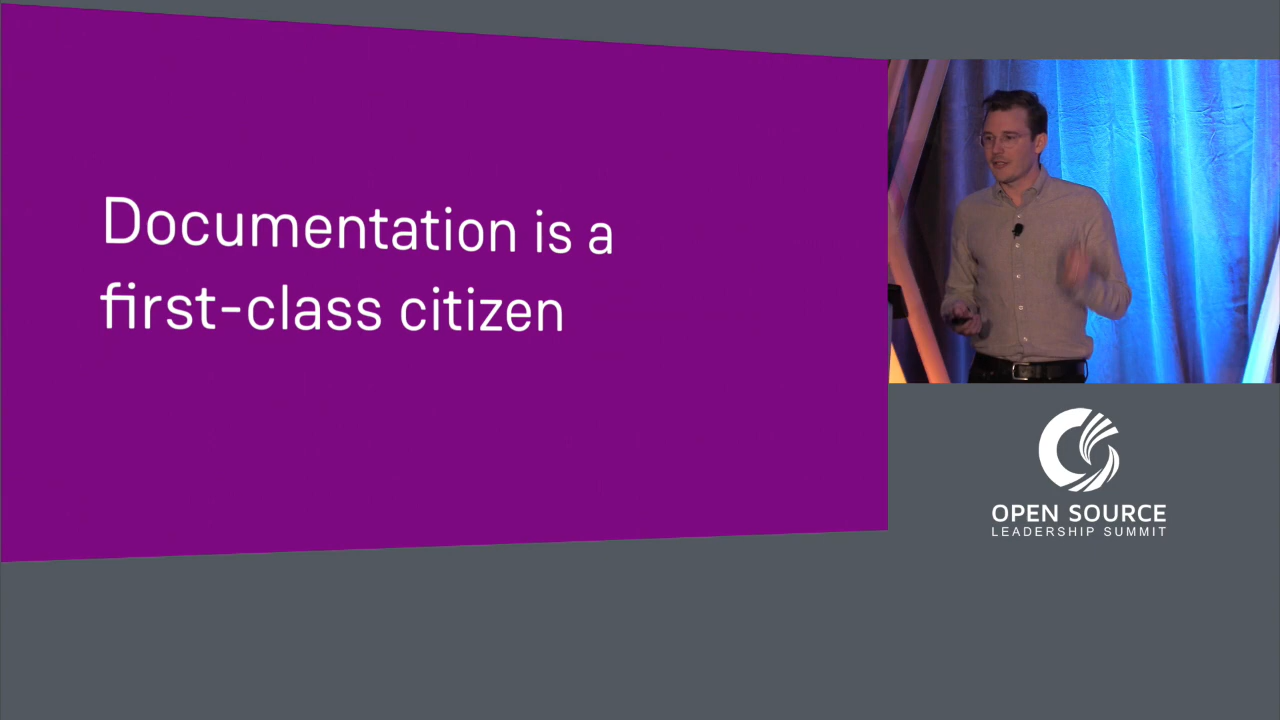 Documentation is a
first-class citizen
OPEN SOURCE
LEADERSHIP SUMMIT